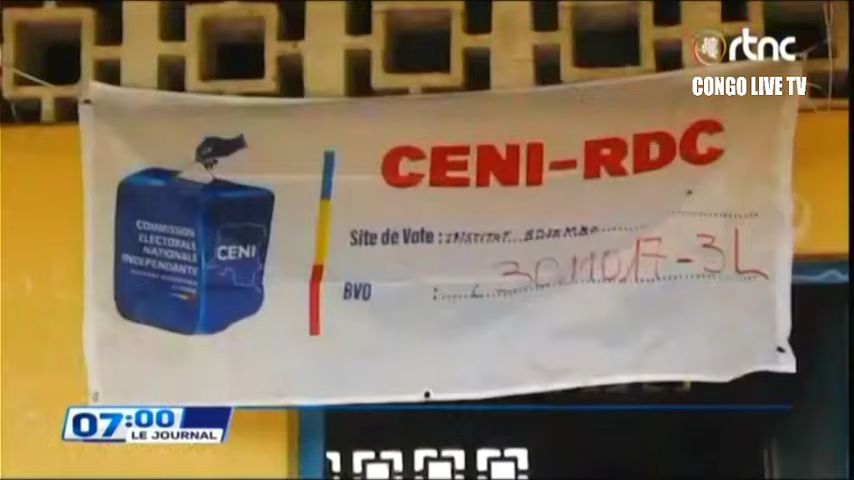 rtnc
CONGO LIVE TV
CENI-RDC
COMMISSION
ELECTORALE
NATIONALE
INDEPENDANTE
CENI
Site de Vote : INSTITUT
BVD :
07:00
LE JOURNAL